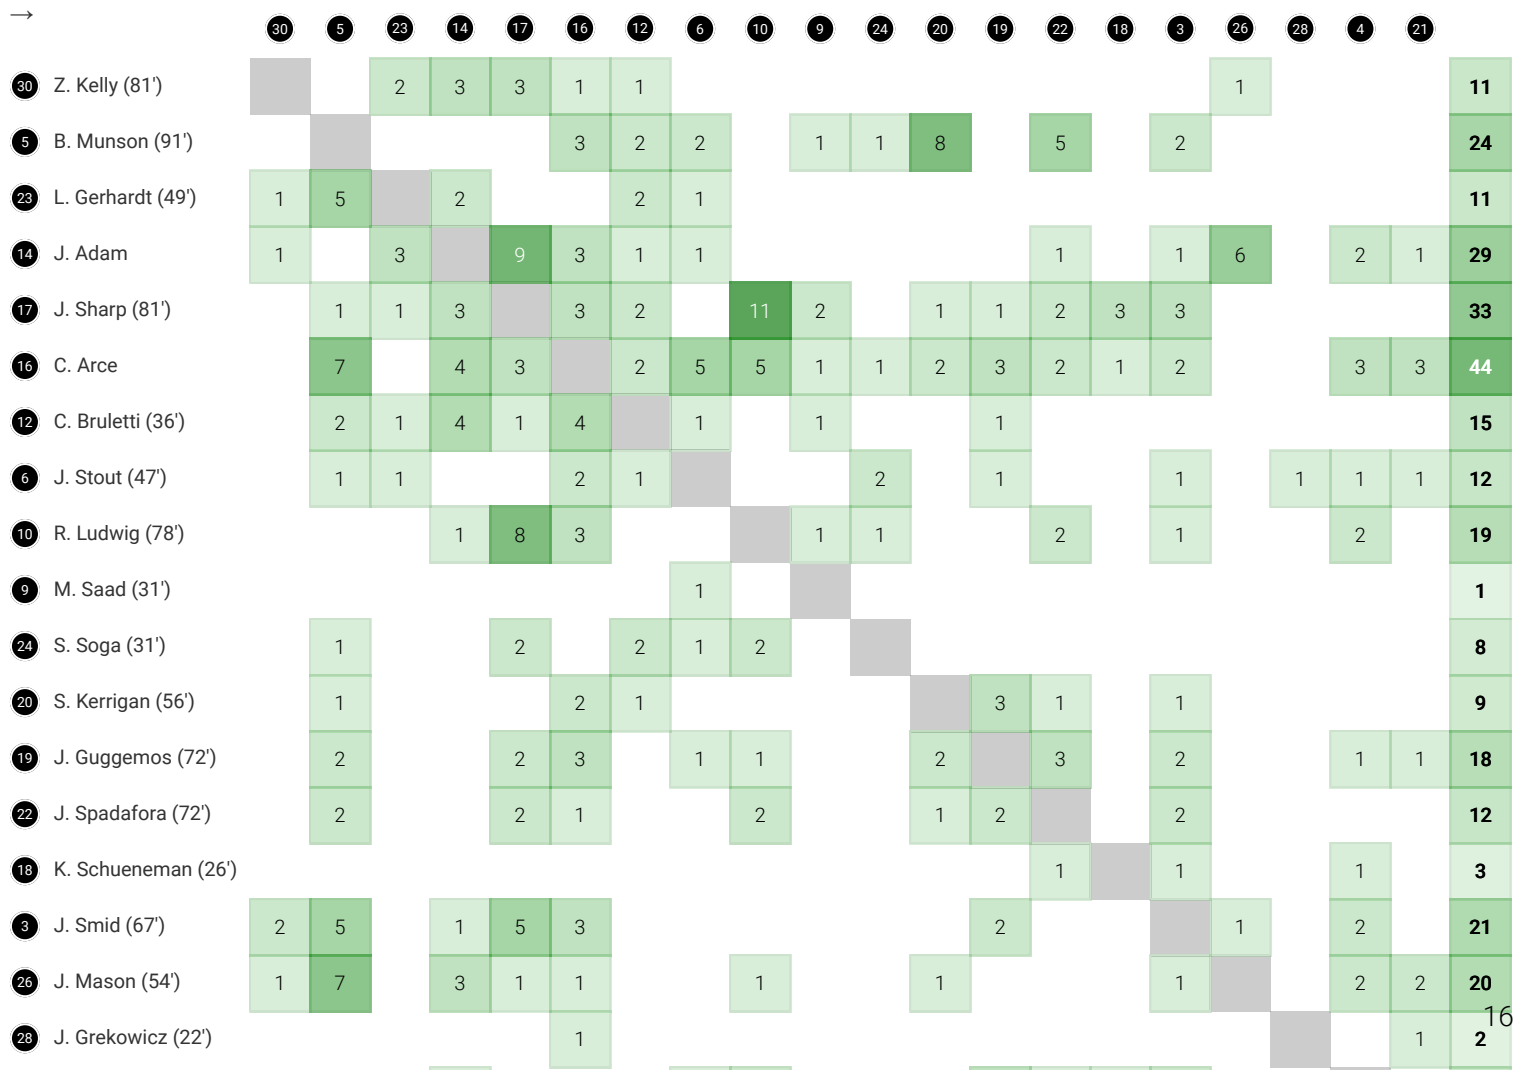 → 30 5 23 14 17 16 12 6 10 9 24 20 19 22 18 3 26 28 4 21
30 Z. Kelly (81') 2 3 3 1 1 1 11
5 B. Munson (91') 3 2 2 1 1 8 5 2 24
23 L. Gerhardt (49') 1 5 2 2 1 11
14 J. Adam 1 3 9 3 1 1 1 1 6 2 1 29
17 J. Sharp (81') 1 1 3 3 2 11 2 1 1 2 3 3 33
16 C. Arce 7 4 3 2 5 5 1 1 2 3 2 1 2 3 3 44
12 C. Bruletti (36') 2 1 4 1 4 1 1 1 15
6 J. Stout (47') 1 1 2 1 2 1 1 1 1 1 12
10 R. Ludwig (78') 1 8 3 1 1 2 1 2 19
9 M. Saad (31') 1 1
24 S. Soga (31') 1 2 2 1 2 8
20 S. Kerrigan (56') 1 2 1 3 1 1 9
19 J. Guggemos (72') 2 2 3 1 1 2 3 2 1 1 18
22 J. Spadafora (72') 2 2 1 2 1 2 2 12
18 K. Schueneman (26') 1 1 1 3
3 J. Smid (67') 2 5 1 5 3 2 1 2 21
26 J. Mason (54') 1 7 3 1 1 1 1 1 2 2 20
16
28 J. Grekowicz (22') 1 1 2